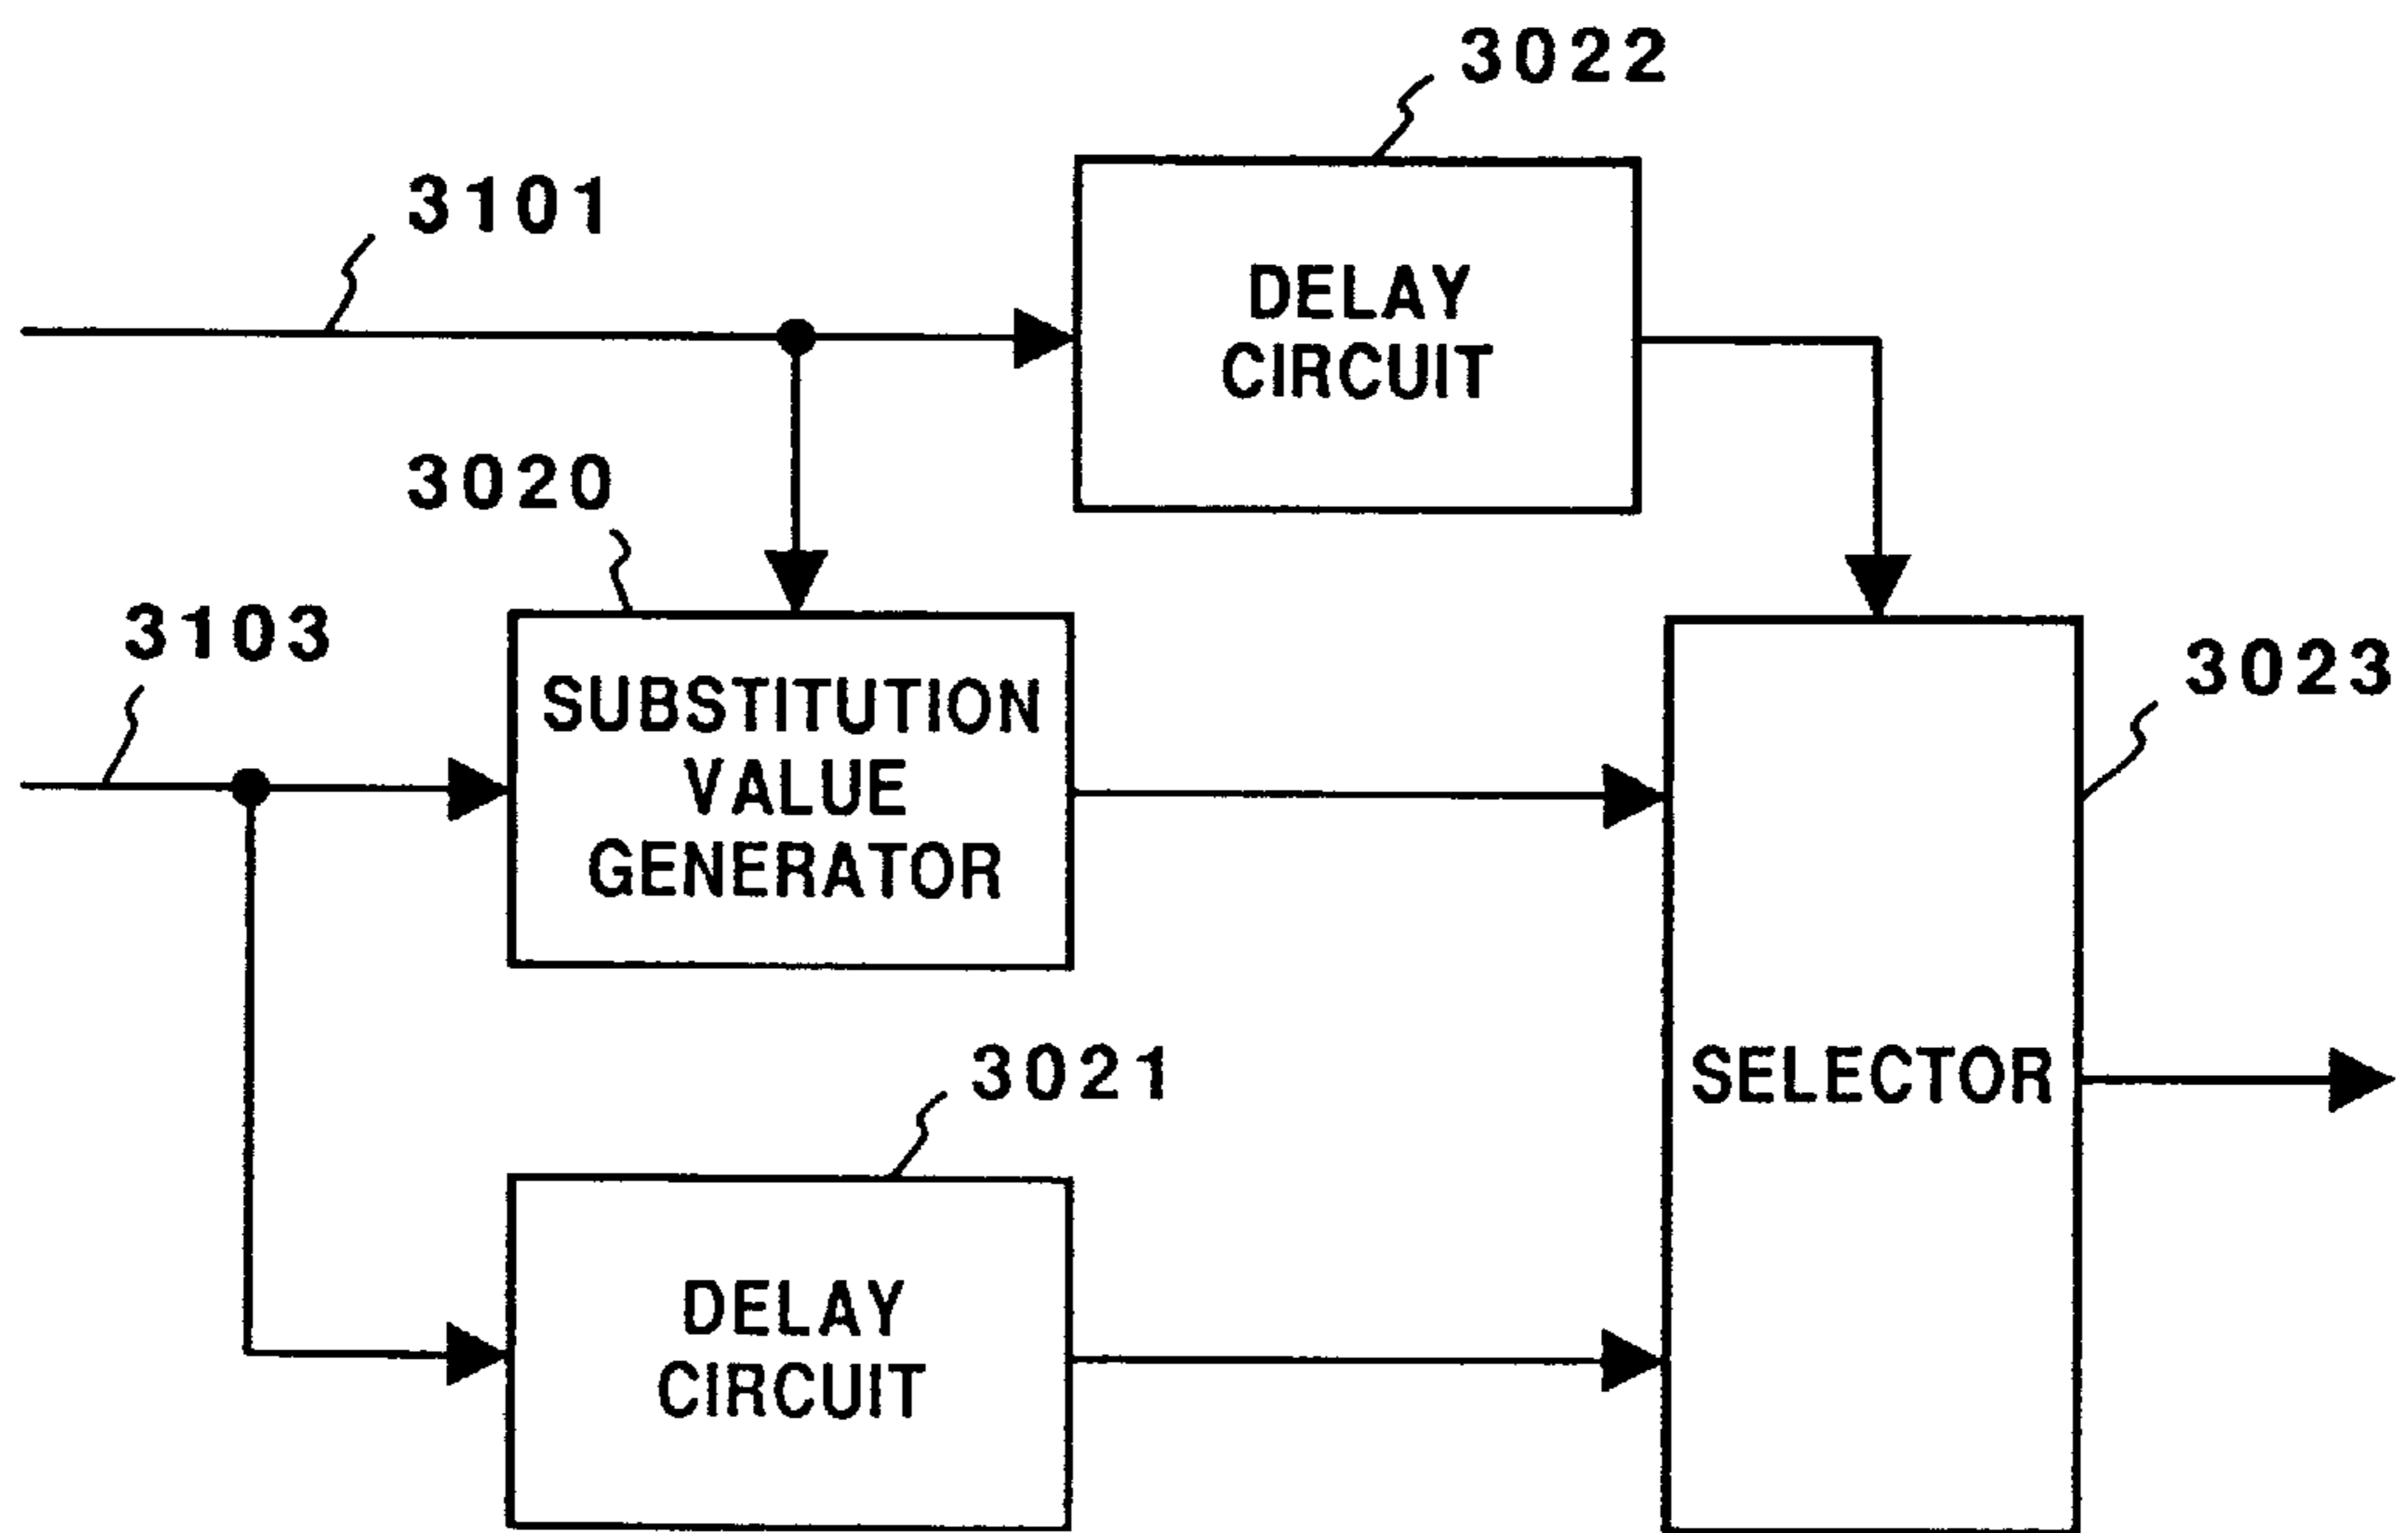 3022
3101
DELAY
CIRCUIT
3020
3103
SUBSTITUTION
VALUE
GENERATOR
3023
SELECTOR
3021
DELAY
CIRCUIT